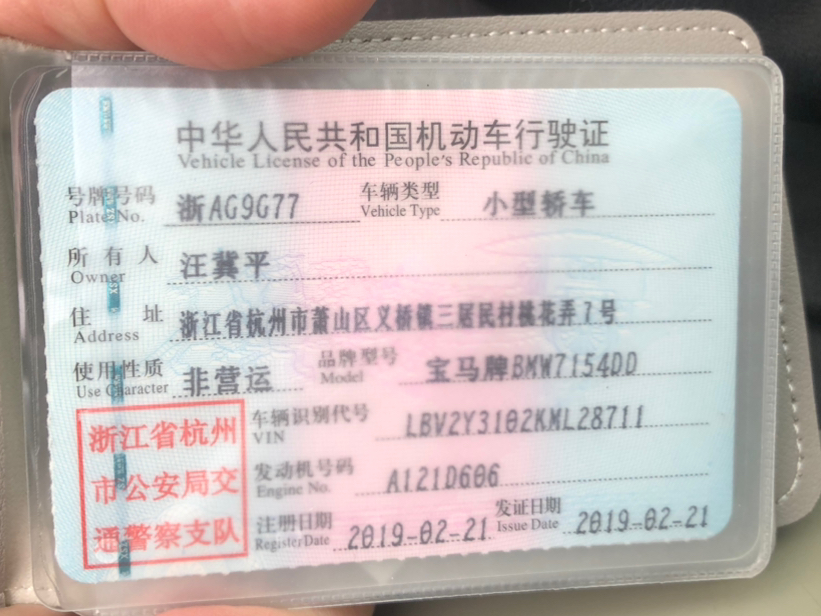 中华人民共和国机动车行驶证
Vehicle License of the People's Republic of China
号牌号码 浙AG9G77 车辆类型 小型轿车
Plate No. Vehicle Type
所有人 汪冀平
Owner
住址 浙江省杭州市萧山区义桥镇三居民村桃花弄7号
Address
使用性质 非营运 品牌型号 宝马牌BMW7154DD
Use Character Model
浙江省杭州
市公安局交
通警察支队
车辆识别代号 LBV2Y3102KML28711
VIN
发动机号码 A121D606
Engine No.
注册日期 2019-02-21 发证日期 2019-02-21
Register Date Issue Date